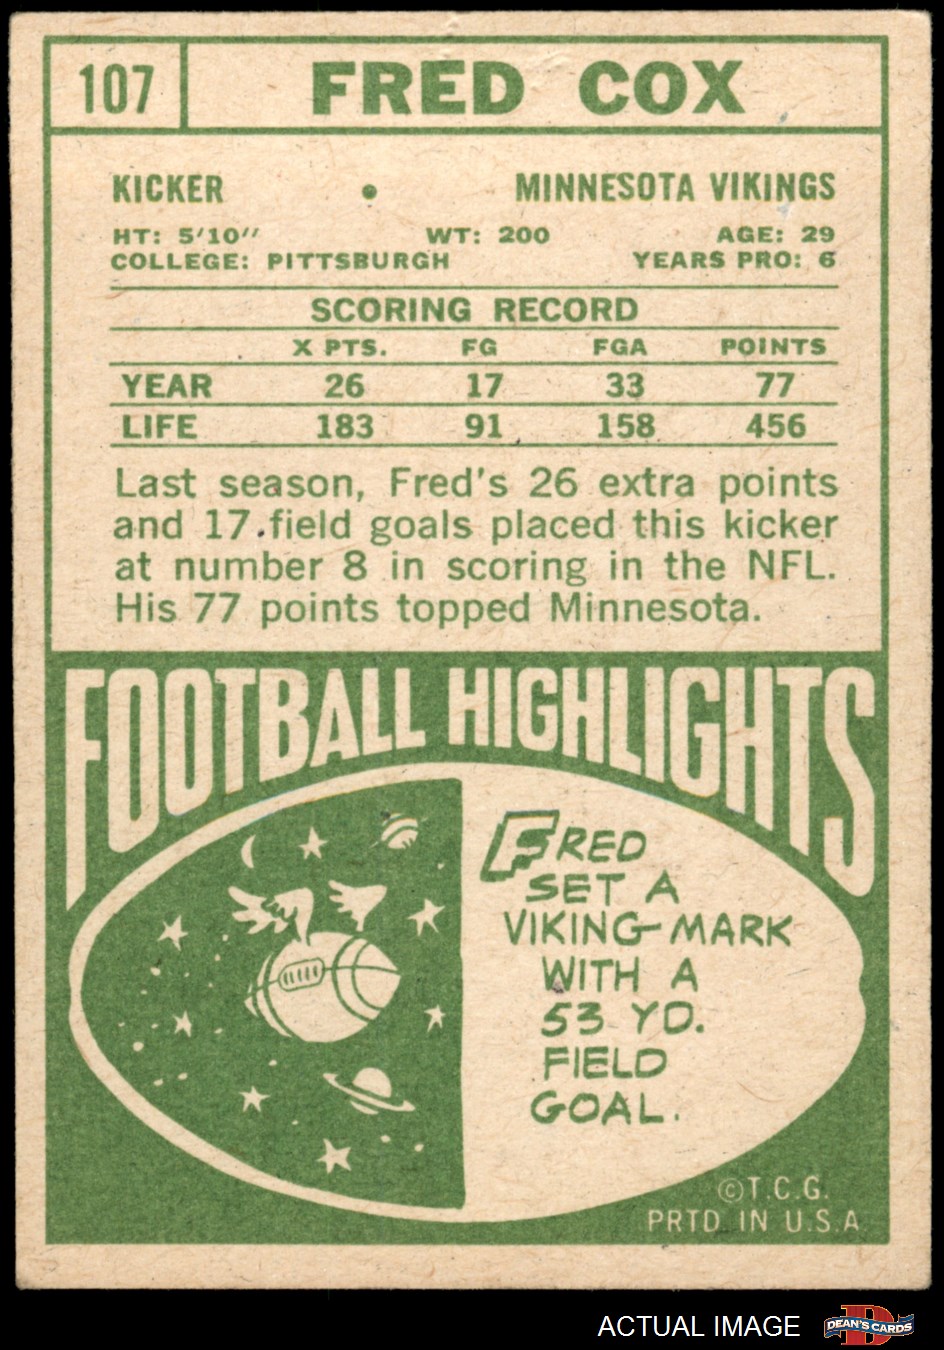 107 FRED COX
KICKER • MINNESOTA VIKINGS
HT: 5'10" WT: 200 AGE: 29
COLLEGE: PITTSBURGH YEARS PRO: 6
SCORING RECORD
X PTS. FG FGA POINTS
YEAR 26 17 33 77
LIFE 183 91 158 456
Last season, Fred's 26 extra points
and 17 field goals placed this kicker
at number 8 in scoring in the NFL.
His 77 points topped Minnesota.
FOOTBALL HIGHLIGHTS
FRED
SET A
VIKING MARK
WITH A
53 YD.
FIELD
GOAL.
©T.C.G.
PRTD IN U.S.A
ACTUAL IMAGE
D
DEAN'S CARDS